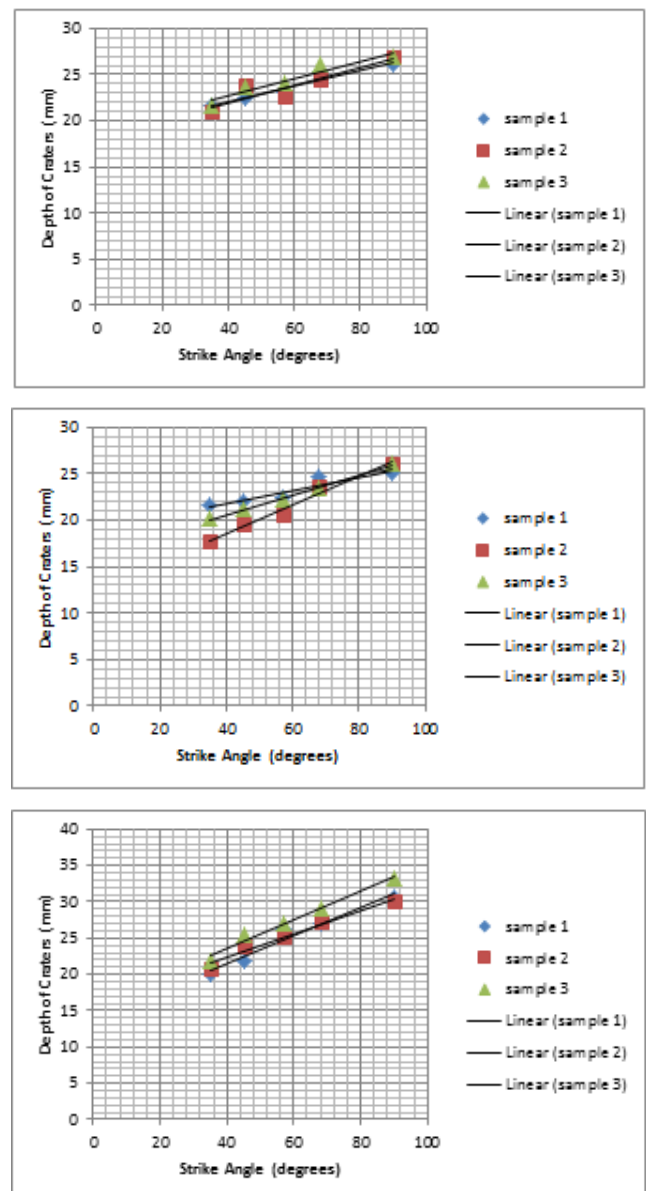 30
25
20
15
10
5
0
0 20 40 60 80 100
Depth of Craters (mm)
Strike Angle (degrees)
sample 1
sample 2
sample 3
Linear (sample 1)
Linear (sample 2)
Linear (sample 3)
30
25
20
15
10
5
0
0 20 40 60 80 100
Depth of Craters (mm)
Strike Angle (degrees)
sample 1
sample 2
sample 3
Linear (sample 1)
Linear (sample 2)
Linear (sample 3)
40
35
30
25
20
15
10
5
0
0 20 40 60 80 100
Depth of Craters (mm)
Strike Angle (degrees)
sample 1
sample 2
sample 3
Linear (sample 1)
Linear (sample 2)
Linear (sample 3)